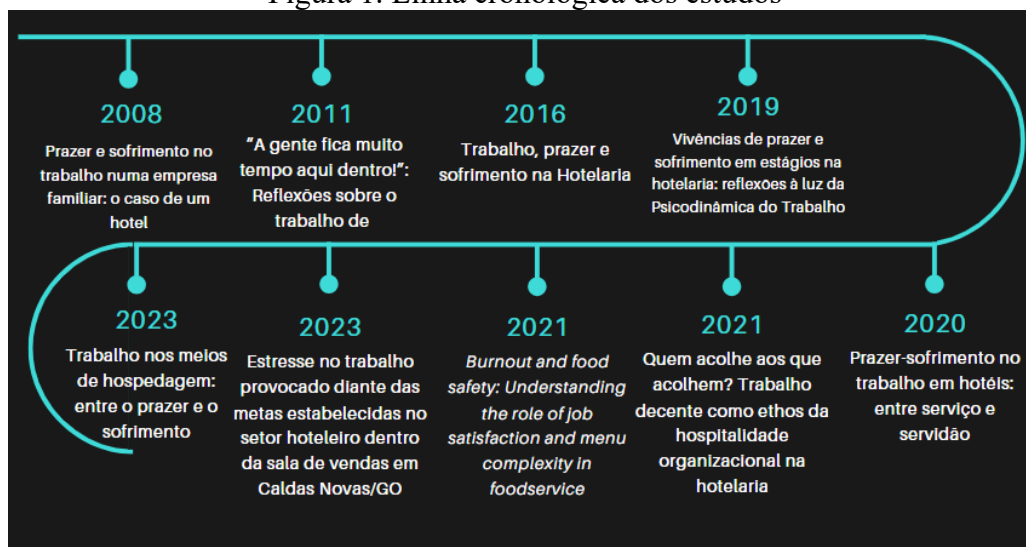 Figura 1. Linha cronológica dos estudos
2008
Prazer e sofrimento no
trabalho numa empresa
familiar: o caso de um
hotel
2011
"A gente fica muito
tempo aqui dentro!":
Reflexões sobre o
trabalho de
2016
Trabalho, prazer e
sofrimento na Hotelaria
2019
Vivências de prazer e
sofrimento em estágios na
hotelaria: reflexões à luz da
Psicodinâmica do Trabalho
2023
Trabalho nos meios
de hospedagem:
entre o prazer e o
sofrimento
2023
Estresse no trabalho
provocado diante das
metas estabelecidas no
setor hoteleiro dentro
da sala de vendas em
Caldas Novas/GO
2021
Burnout and food
safety: Understanding
the role of job
satisfaction and menu
complexity in
foodservice
2021
Quem acolhe aos que
acolhem? Trabalho
decente como ethos da
hospitalidade
organizacional na
hotelaria
2020
Prazer-sofrimento no
trabalho em hotéis:
entre serviço e
servidão